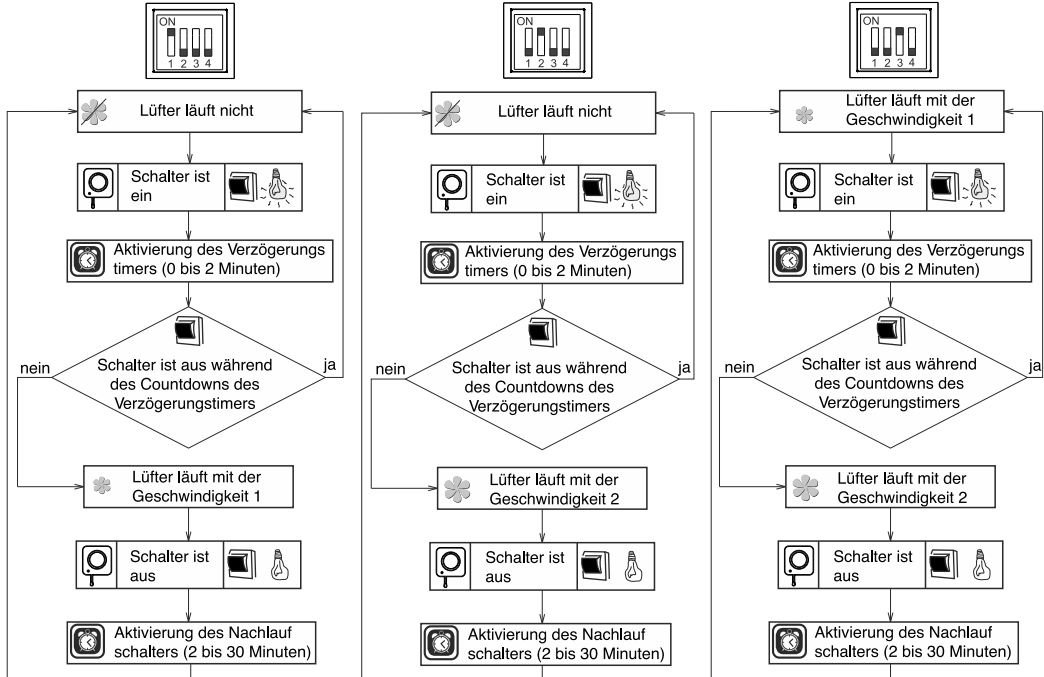 ON
1 2 3 4
Lüfter läuft nicht
Schalter ist
ein
Aktivierung des Verzögerungs
timers (0 bis 2 Minuten)
nein
ja
Schalter ist aus während
des Countdowns des
Verzögerungstimers
Lüfter läuft mit der
Geschwindigkeit 1
Schalter ist
aus
Aktivierung des Nachlauf
schalters (2 bis 30 Minuten)
ON
1 2 3 4
Lüfter läuft nicht
Schalter ist
ein
Aktivierung des Verzögerungs
timers (0 bis 2 Minuten)
nein
ja
Schalter ist aus während
des Countdowns des
Verzögerungstimers
Lüfter läuft mit der
Geschwindigkeit 2
Schalter ist
aus
Aktivierung des Nachlauf
schalters (2 bis 30 Minuten)
ON
1 2 3 4
Lüfter läuft mit der
Geschwindigkeit 1
Schalter ist
ein
Aktivierung des Verzögerungs
timers (0 bis 2 Minuten)
nein
ja
Schalter ist aus während
des Countdowns des
Verzögerungstimers
Lüfter läuft mit der
Geschwindigkeit 2
Schalter ist
aus
Aktivierung des Nachlauf
schalters (2 bis 30 Minuten)